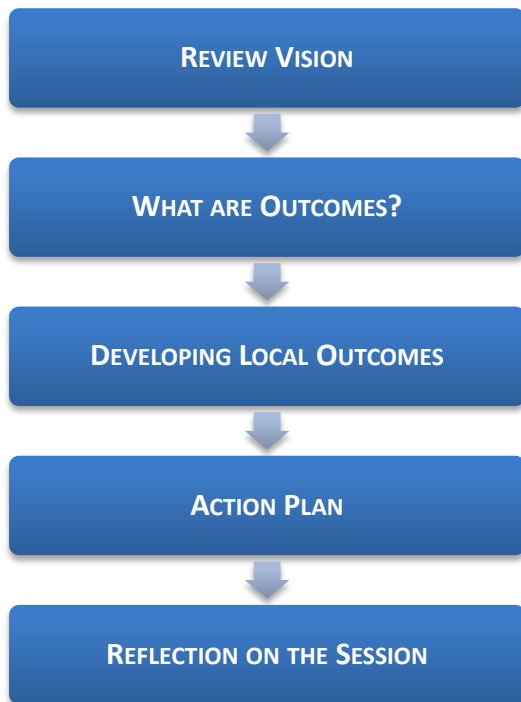 REVIEW VISION
WHAT ARE OUTCOMES?
DEVELOPING LOCAL OUTCOMES
ACTION PLAN
REFLECTION ON THE SESSION